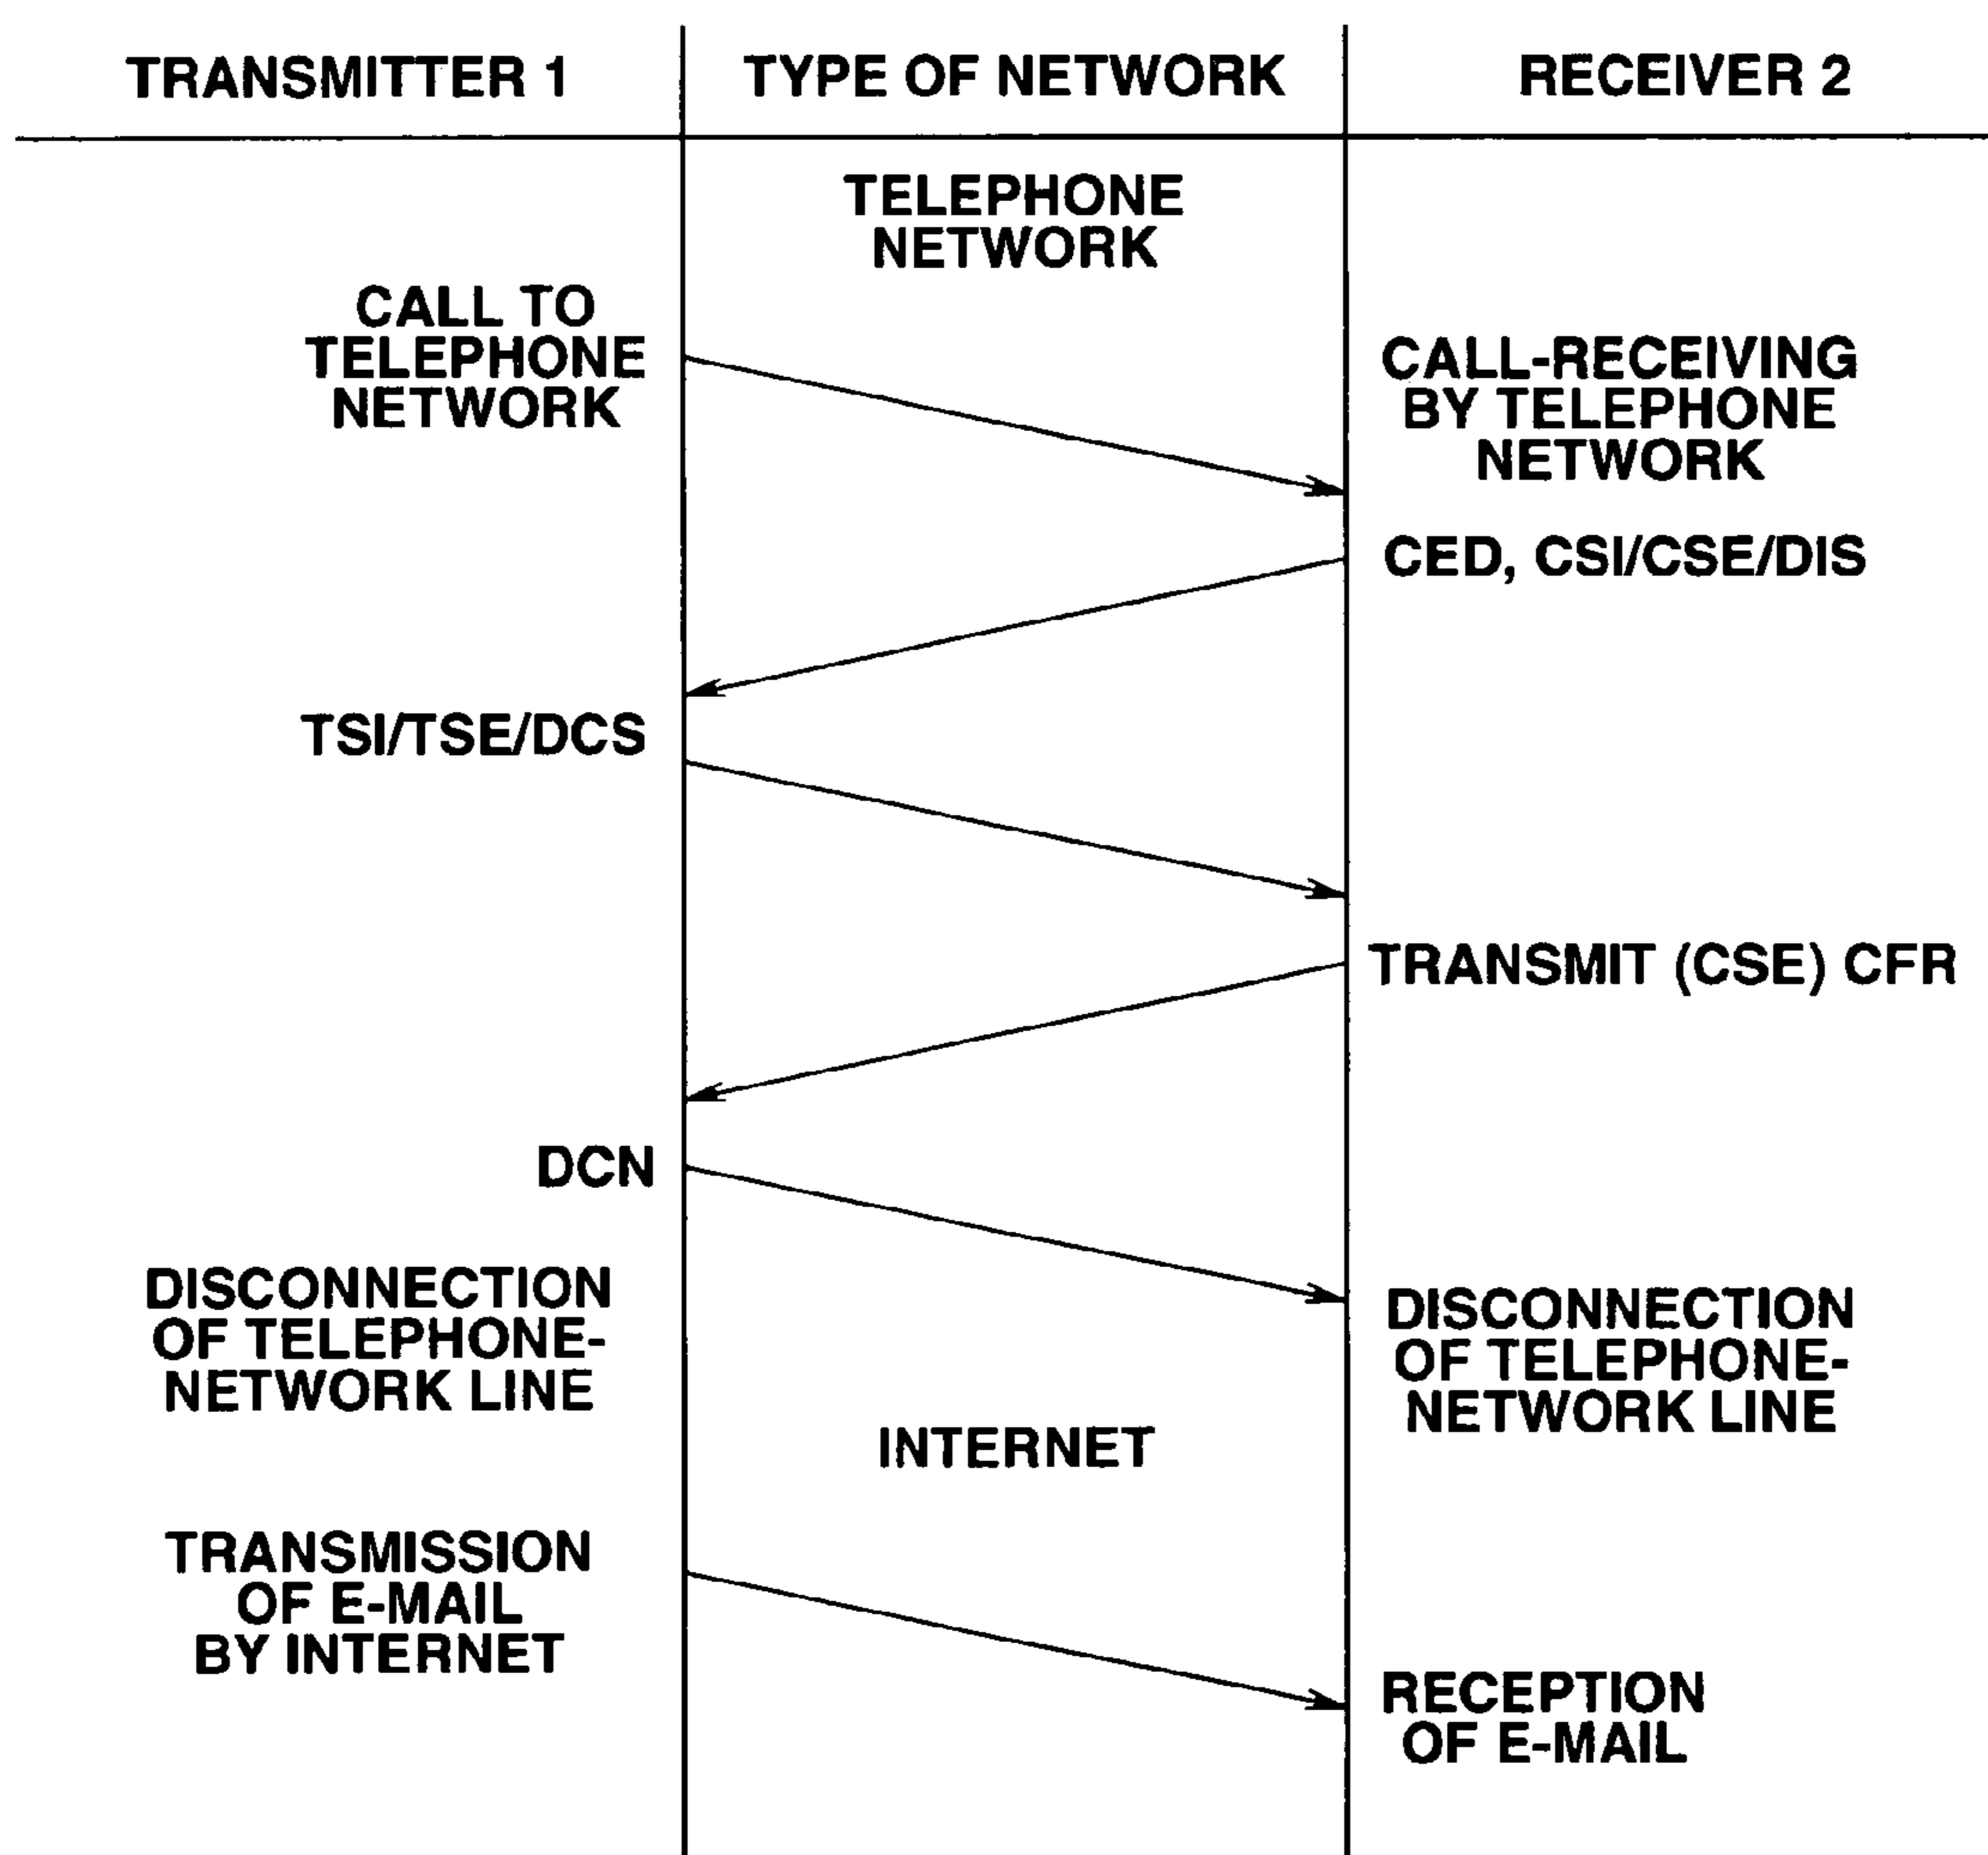 TRANSMITTER 1
TYPE OF NETWORK
RECEIVER 2
TELEPHONE
NETWORK
CALL TO
TELEPHONE
NETWORK
CALL-RECEIVING
BY TELEPHONE
NETWORK
CED, CSI/CSE/DIS
TSI/TSE/DCS
TRANSMIT (CSE) CFR
DCN
DISCONNECTION
OF TELEPHONE-
NETWORK LINE
DISCONNECTION
OF TELEPHONE-
NETWORK LINE
INTERNET
TRANSMISSION
OF E-MAIL
BY INTERNET
RECEPTION
OF E-MAIL